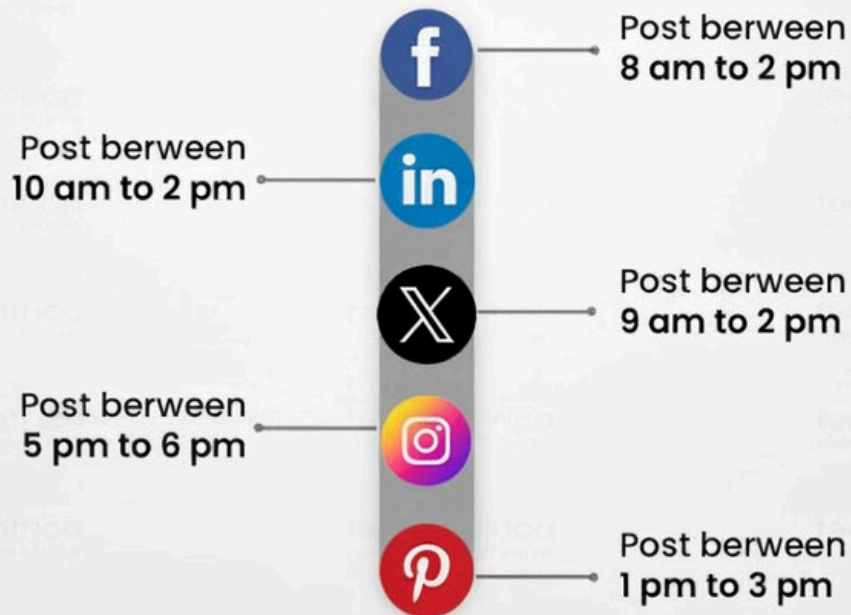 Post berween
8 am to 2 pm
Post berween
10 am to 2 pm
in
Post berween
9 am to 2 pm
Post berween
5 pm to 6 pm
Post berween
1 pm to 3 pm